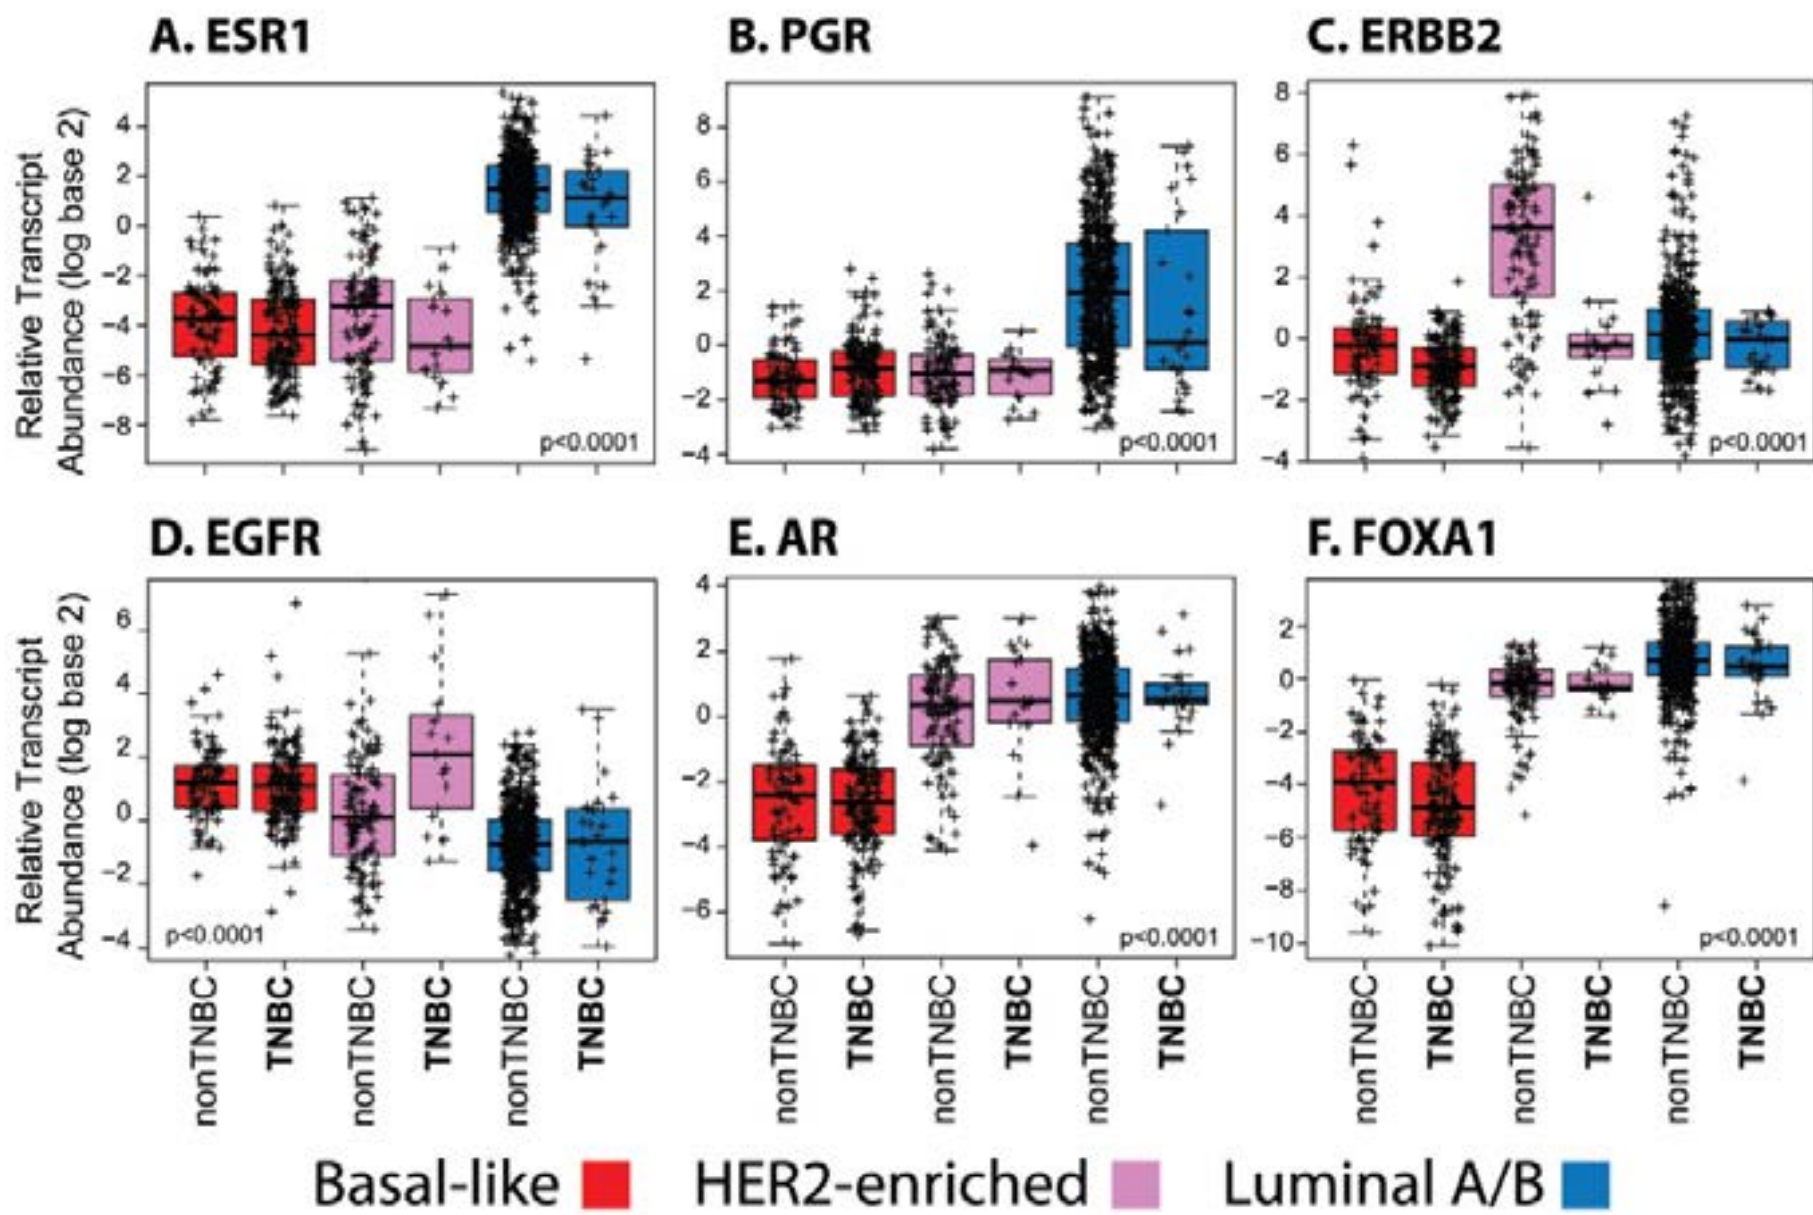 A. ESR1
B. PGR
C. ERBB2
Relative Transcript
Abundance (log base 2)
4
2
0
−2
−4
−6
−8
p<0.0001
8
6
4
2
0
−2
−4
p<0.0001
8
6
4
2
0
−2
−4
p<0.0001
D. EGFR
E. AR
F. FOXA1
Relative Transcript
Abundance (log base 2)
6
4
2
0
−2
−4
p<0.0001
4
2
0
−2
−4
−6
p<0.0001
2
0
−2
−4
−6
−8
−10
p<0.0001
nonTNBC
TNBC
nonTNBC
TNBC
nonTNBC
TNBC
nonTNBC
TNBC
nonTNBC
TNBC
nonTNBC
TNBC
nonTNBC
TNBC
nonTNBC
TNBC
nonTNBC
TNBC
Basal-like HER2-enriched Luminal A/B